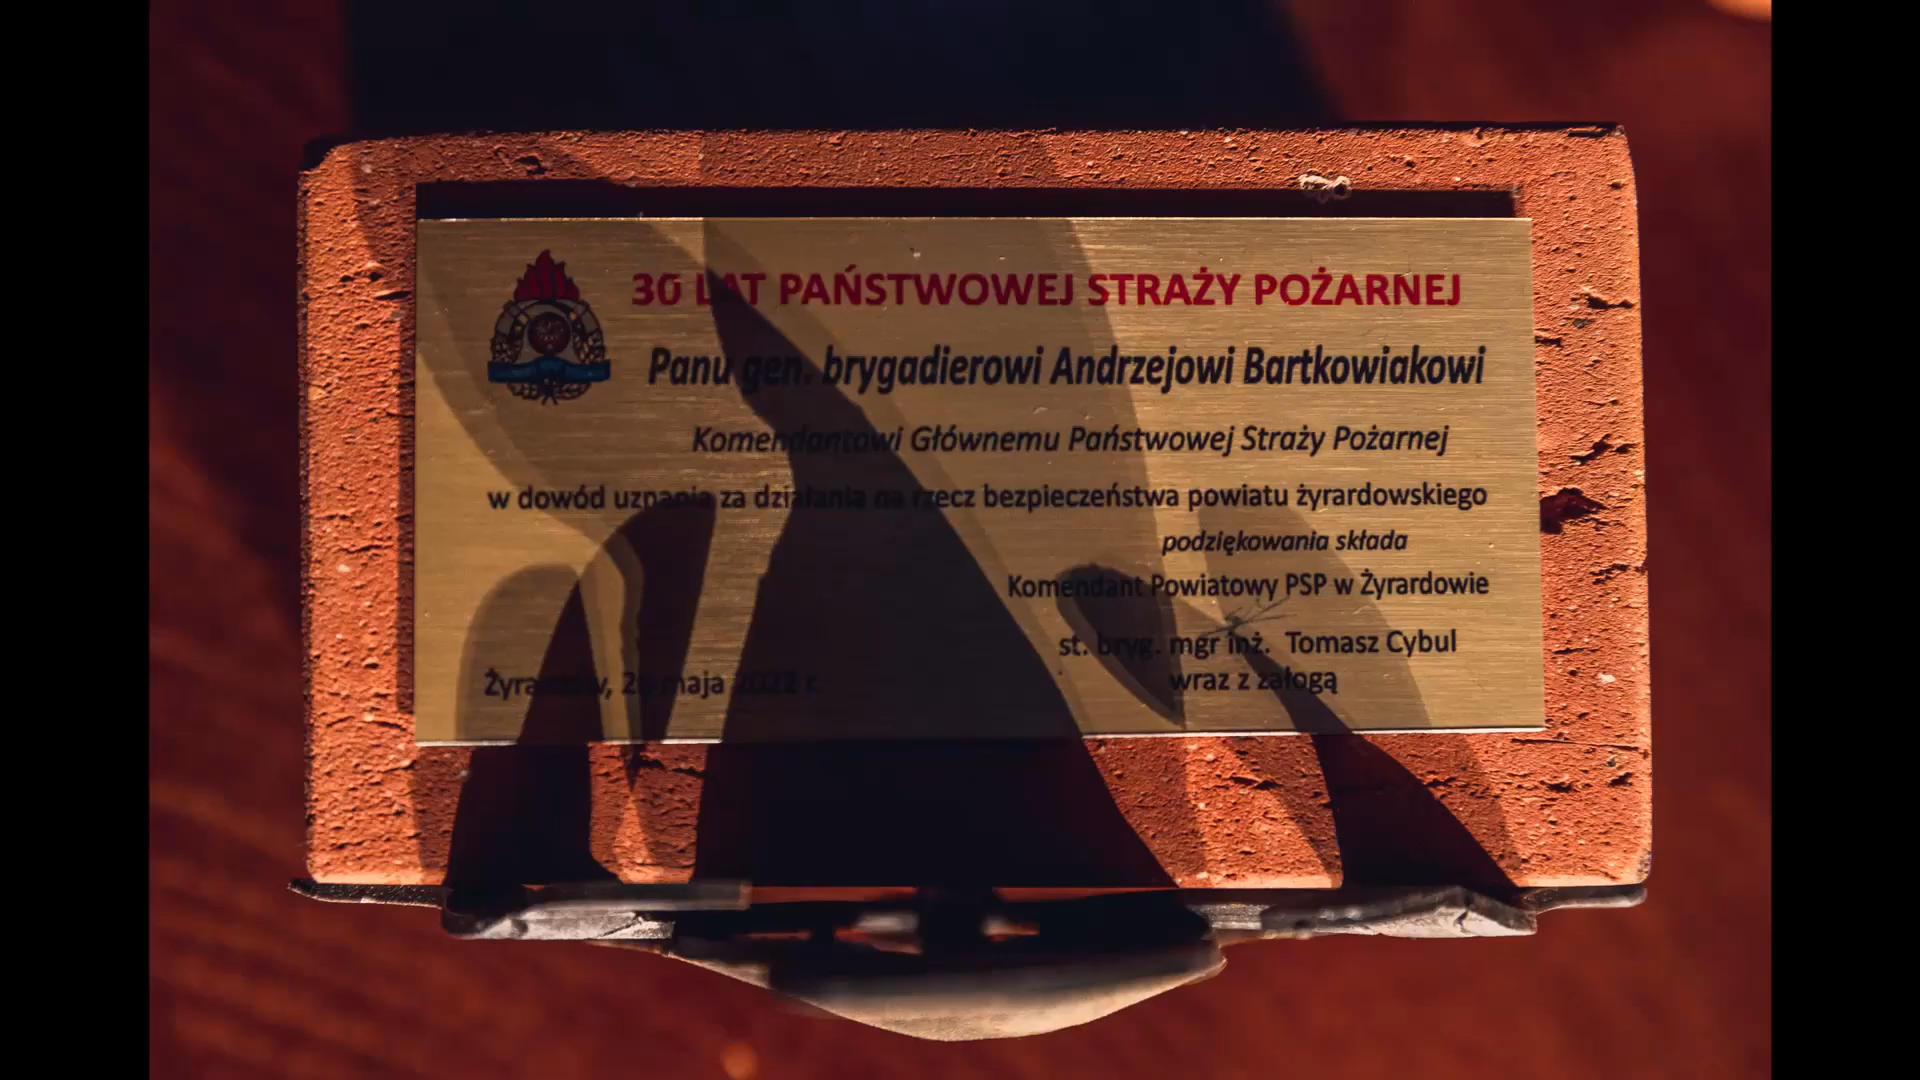 30 LAT PAŃSTWOWEJ STRAŻY POŻARNEJ
Panu gen. brygadierowi Andrzejowi Bartkowiakowi
Komendantowi Głównemu Państwowej Straży Pożarnej
w dowód uznania za działania na rzecz bezpieczeństwa powiatu żyrardowskiego
podziękowania składa
Komendant Powiatowy PSP w Żyrardowie
st. bryg. mgr inż. Tomasz Cybul
wraz z załogą
Żyrardów, maja 2022 r.